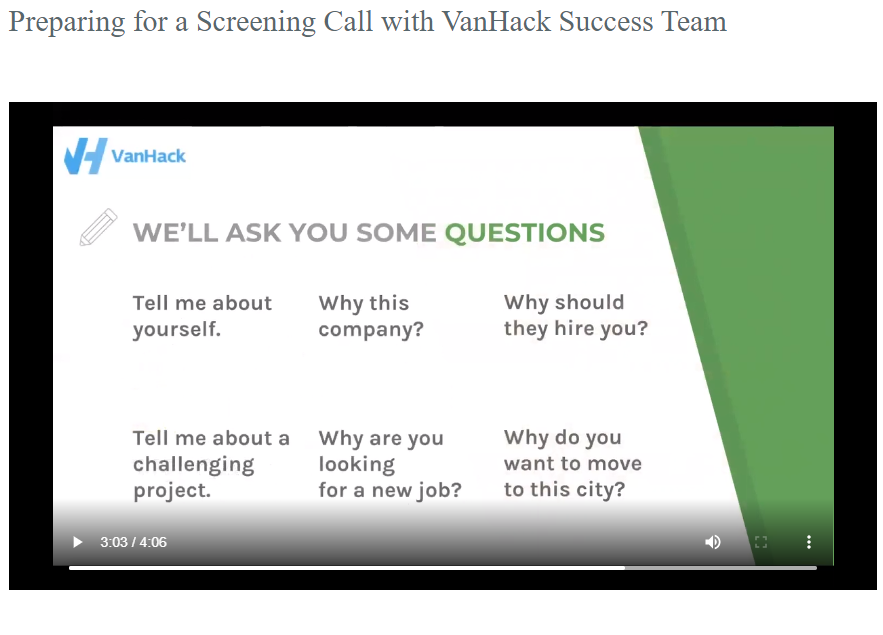 Preparing for a Screening Call with VanHack Success Team
VanHack
WE'LL ASK YOU SOME QUESTIONS
Tell me about
yourself.
Why this
company?
Why should
they hire you?
Tell me about a
challenging
project.
Why are you
looking
for a new job?
Why do you
want to move
to this city?
3:03 / 4:06